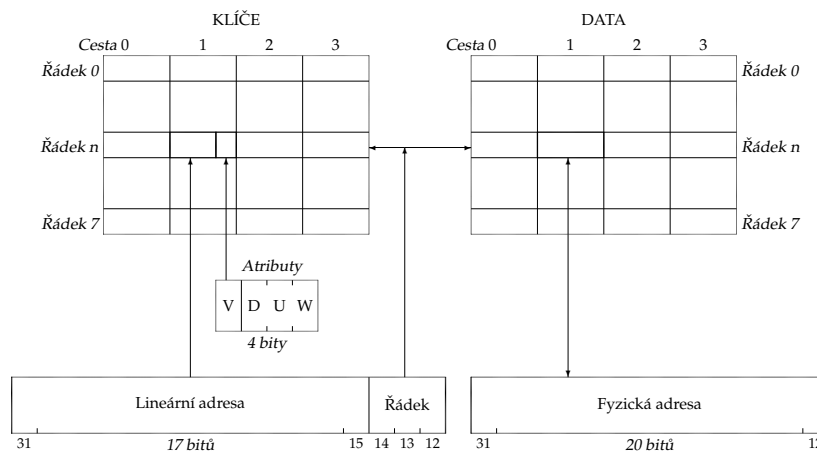 KLÍČE DATA
Cesta 0 1 2 3 Cesta 0 1 2 3
Řádek 0 Řádek 0
Řádek n Řádek n
Řádek 7 Řádek 7
Atributy
V D U W
4 bity
Lineární adresa Řádek Fyzická adresa
31 17 bitů 15 14 13 12 31 20 bitů 12